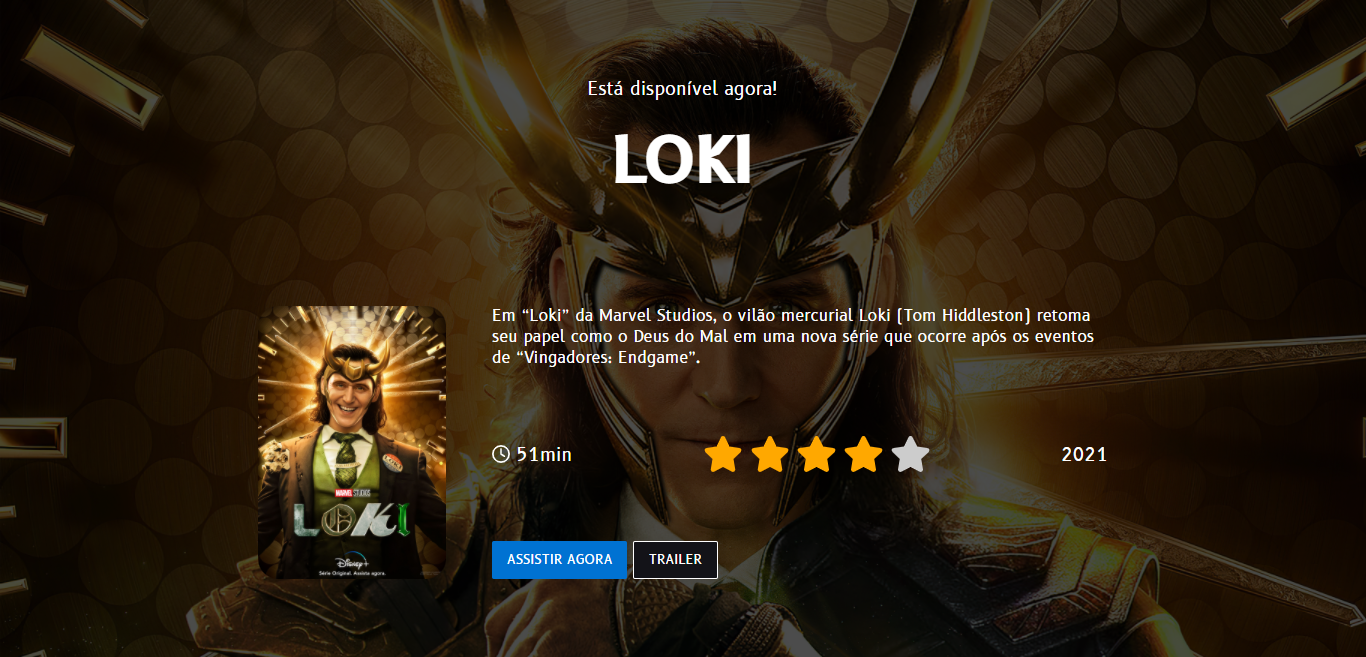 Está disponível agora!
LOKI
Em “Loki” da Marvel Studios, o vilão mercurial Loki (Tom Hiddleston) retoma
seu papel como o Deus do Mal em uma nova série que ocorre após os eventos
de “Vingadores: Endgame”.
51min
2021
ASSISTIR AGORA
TRAILER
MARVEL STUDIOS
LOKI
Disney+
Série Original. Assista agora.